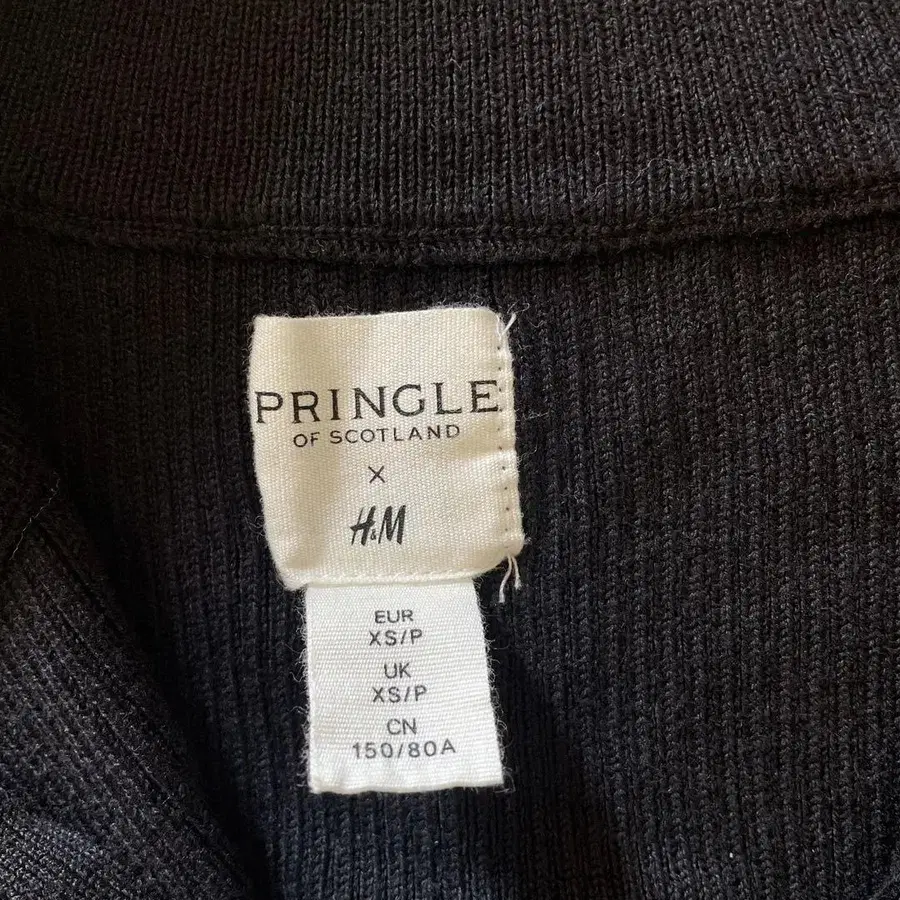 PRINGLE
OF SCOTLAND
X
H&M
EUR
XS/P
UK
XS/P
CN
150/80A